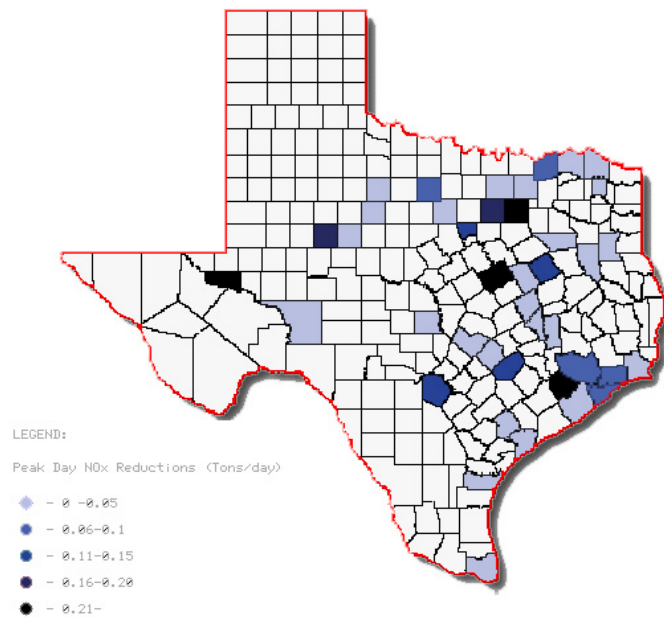 LEGEND:
Peak Day NOx Reductions (Tons/day)
- 0 -0.05
- 0.06-0.1
- 0.11-0.15
- 0.16-0.20
- 0.21-